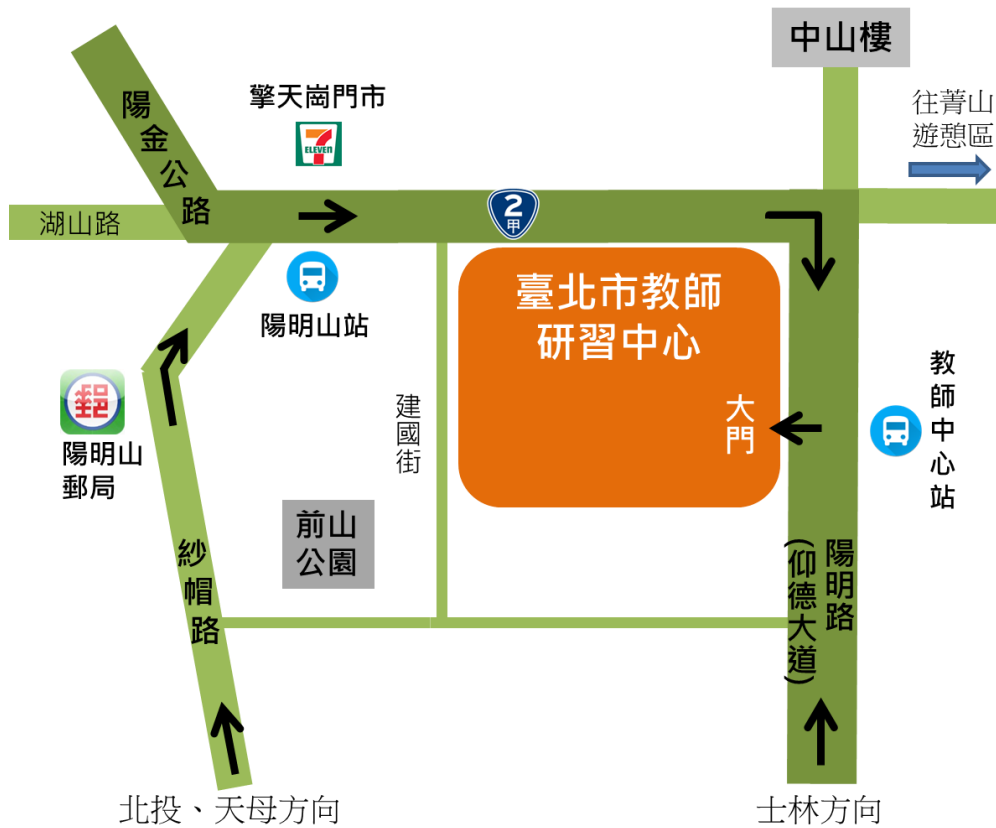 中山樓
擎天崗門市
7
ELEVEN
往菁山
遊憩區
陽金公路
湖山路
2
甲
陽明山站
臺北市教師
研習中心
大門
教師中心站
建國街
郵
陽明山
郵局
前山
公園
紗帽路
陽明路
(仰德大道)
北投、天母方向
士林方向